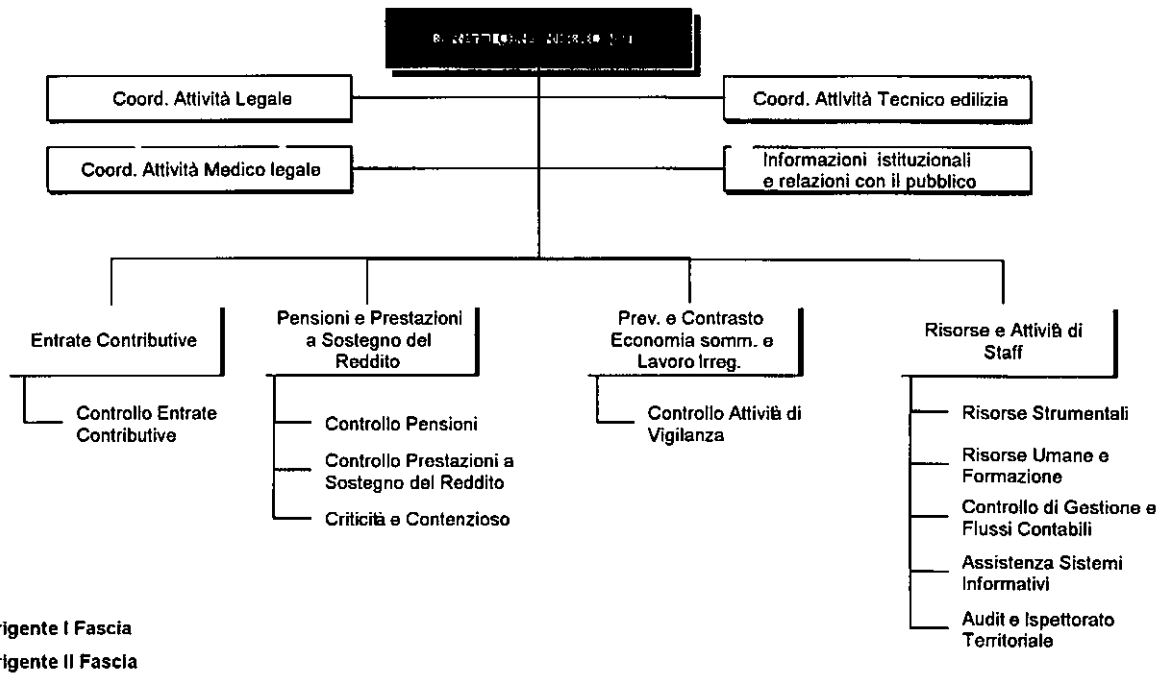 Coord. Attività Legale
Coord. Attività Tecnico edilizia
Coord. Attività Medico legale
Informazioni istituzionali
e relazioni con il pubblico
Entrate Contributive
Pensioni e Prestazioni
a Sostegno del
Reddito
Prev. e Contrasto
Economia somm. e
Lavoro Irreg.
Risorse e Attività di
Staff
Controllo Entrate
Contributive
Controllo Pensioni
Controllo Prestazioni a
Sostegno del Reddito
Criticità e Contenzioso
Controllo Attività di
Vigilanza
Risorse Strumentali
Risorse Umane e
Formazione
Controllo di Gestione e
Flussi Contabili
Assistenza Sistemi
Informativi
Audit e Ispettorato
Territoriale
rigente I Fascia
rigente II Fascia